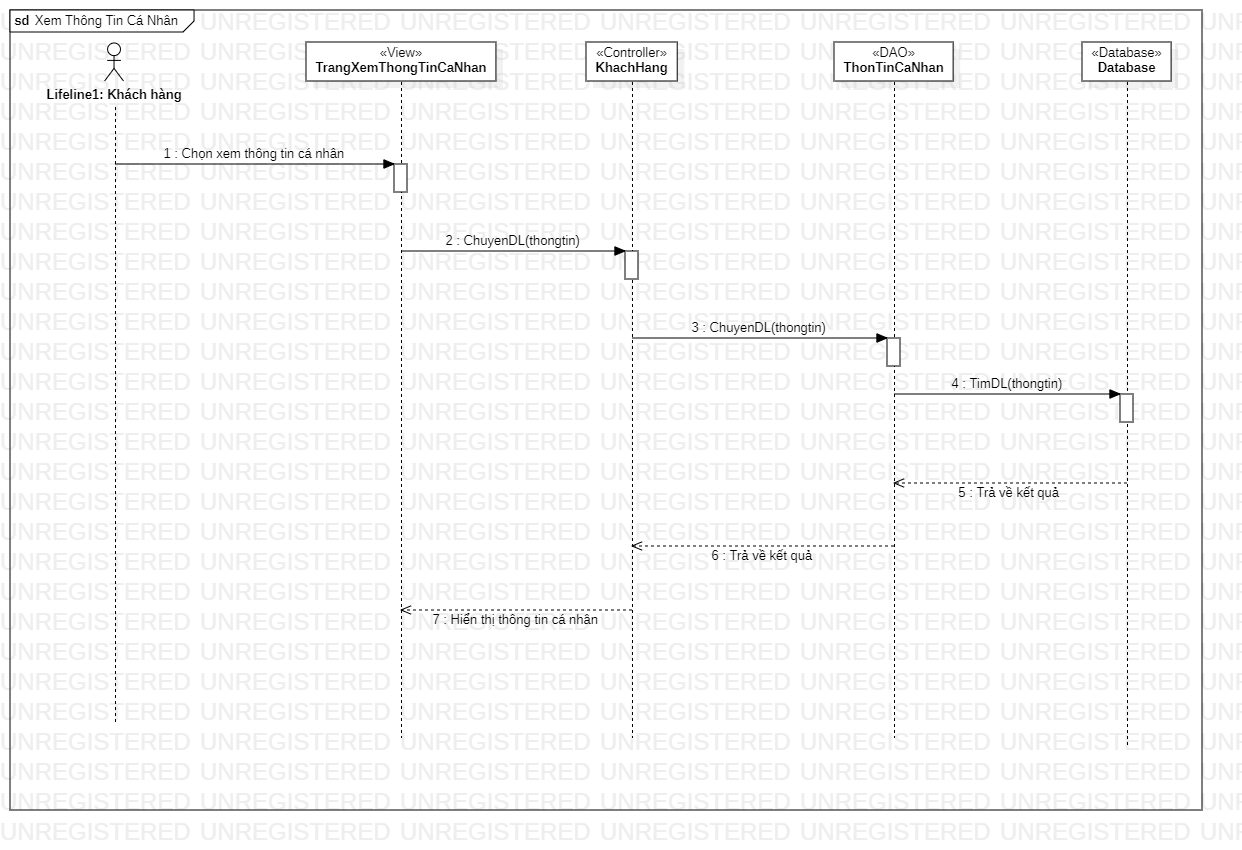 sd Xem Thông Tin Cá Nhân
Lifeline1: Khách hàng
«View»
TrangXemThongTinCaNhan
«Controller»
KhachHang
«DAO»
ThonTinCaNhan
«Database»
Database
1 : Chọn xem thông tin cá nhân
2 : ChuyenDL(thongtin)
3 : ChuyenDL(thongtin)
4 : TimDL(thongtin)
5 : Trả về kết quả
6 : Trả về kết quả
7 : Hiển thị thông tin cá nhân
UNREGISTERED UNREGISTERED UNREGISTERED UNREGISTERED UNREGISTERED UNREGISTERED UNR